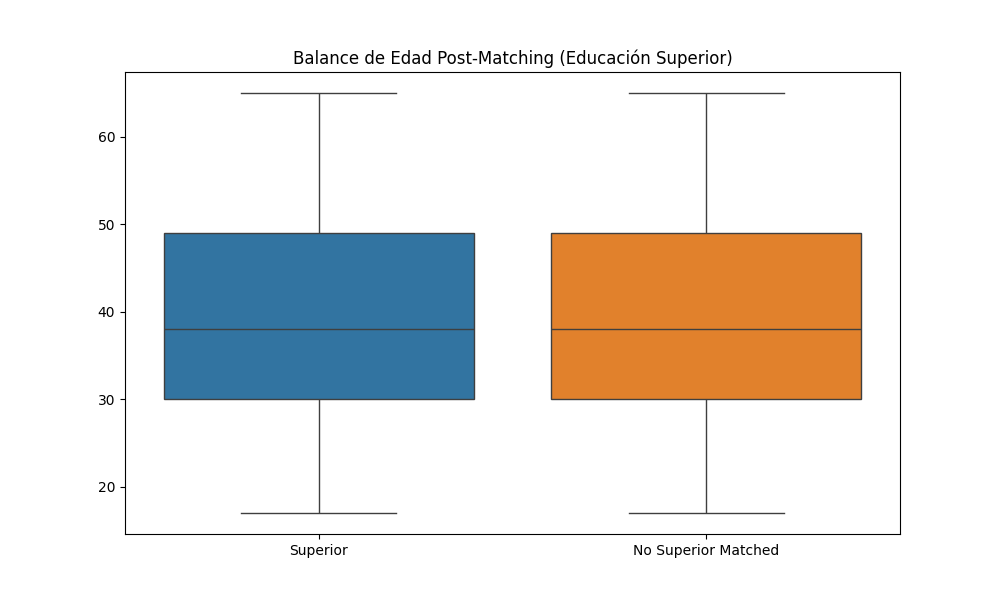 Balance de Edad Post-Matching (Educación Superior)
60
50
40
30
20
Superior
No Superior Matched